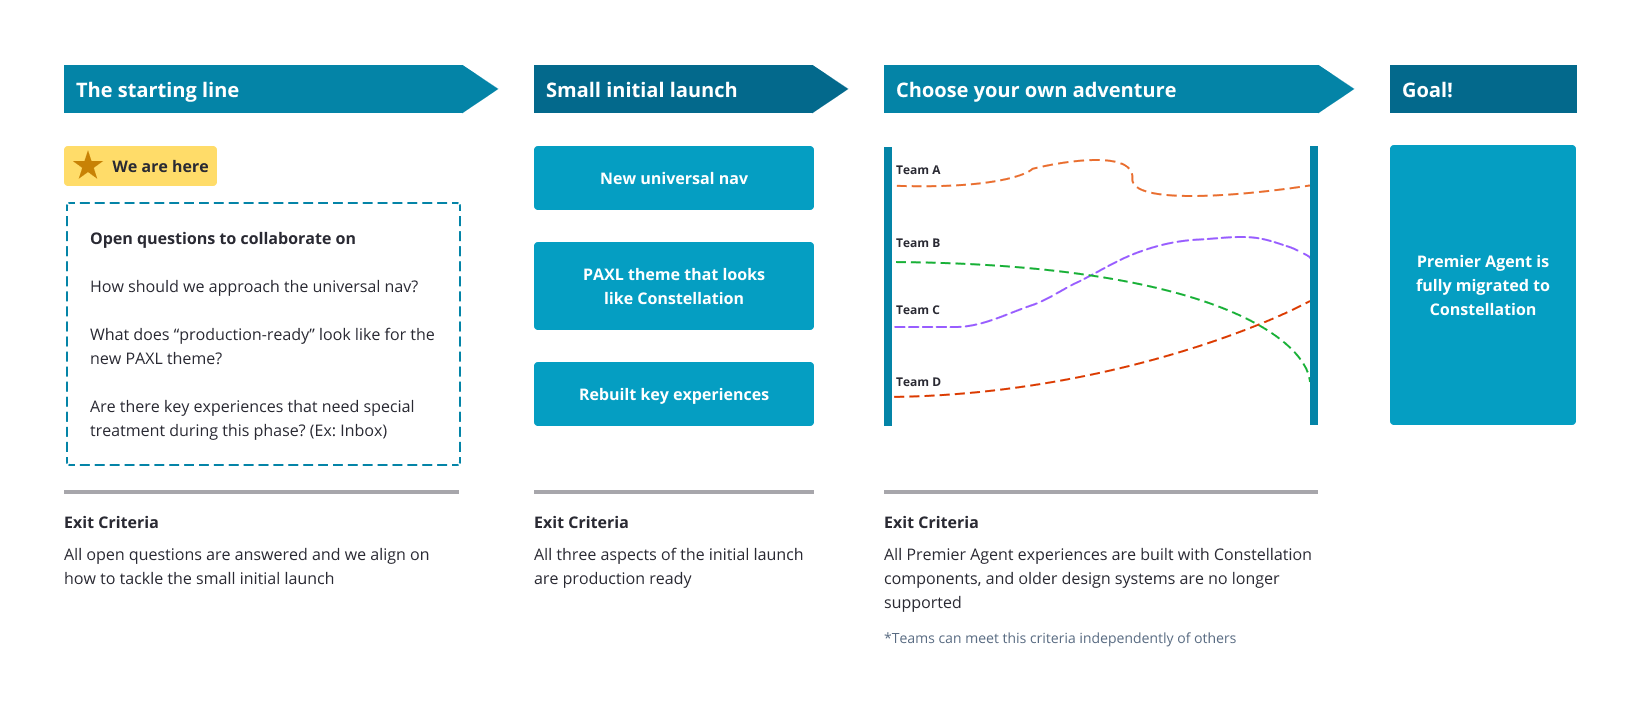 The starting line
We are here
Open questions to collaborate on
How should we approach the universal nav?
What does “production-ready” look like for the
new PAXL theme?
Are there key experiences that need special
treatment during this phase? (Ex: Inbox)
Exit Criteria
All open questions are answered and we align on
how to tackle the small initial launch
Small initial launch
New universal nav
PAXL theme that looks
like Constellation
Rebuilt key experiences
Exit Criteria
All three aspects of the initial launch
are production ready
Choose your own adventure
Team A
Team B
Team C
Team D
Exit Criteria
All Premier Agent experiences are built with Constellation
components, and older design systems are no longer
supported
*Teams can meet this criteria independently of others
Goal!
Premier Agent is
fully migrated to
Constellation